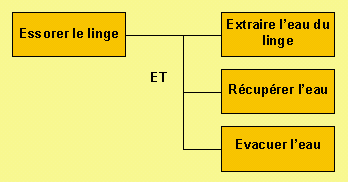 Essorer le linge
Extraire l'eau du
linge
ET
Récupérer l'eau
Evacuer l'eau